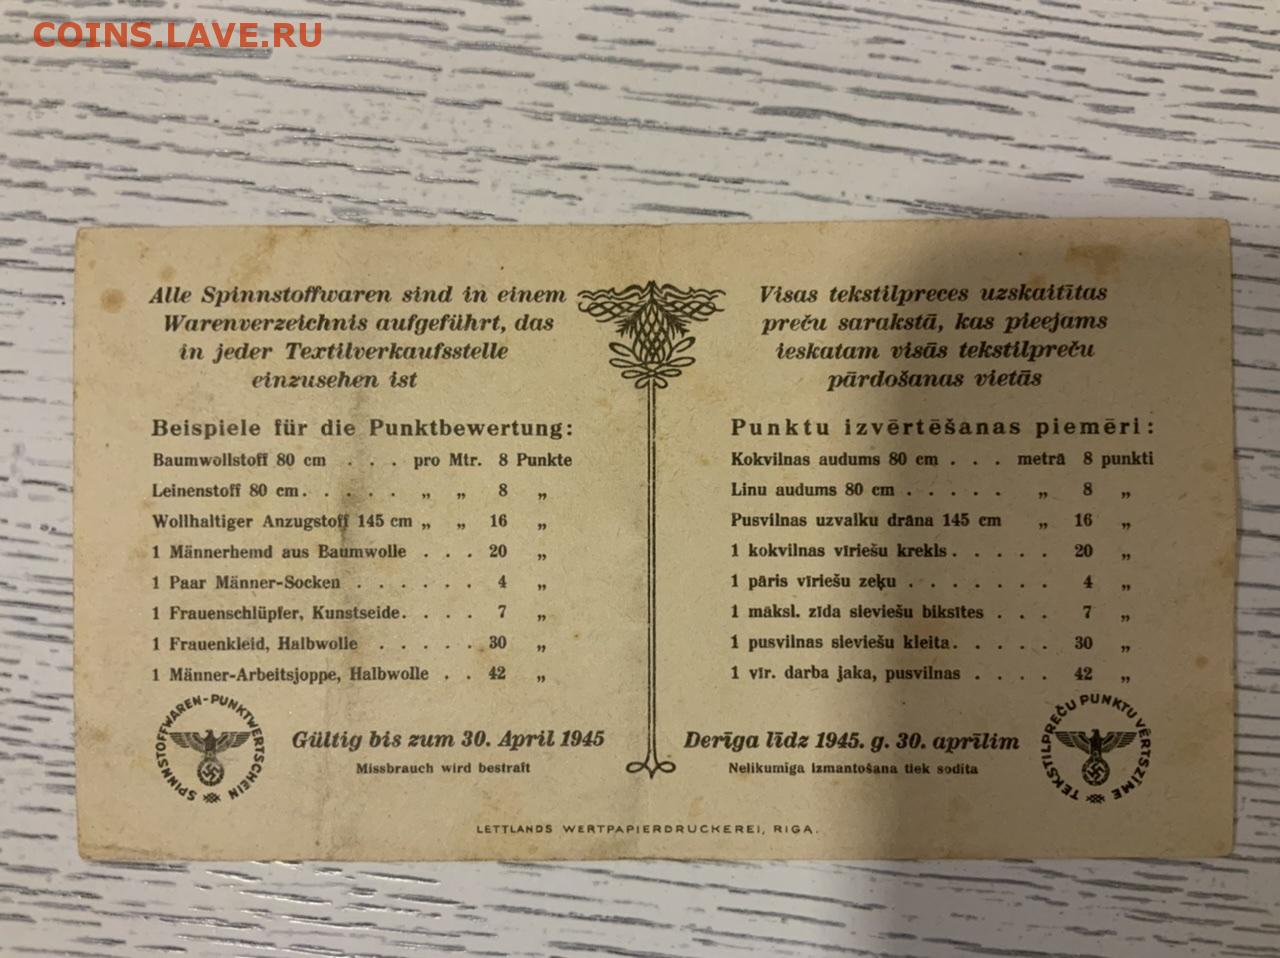 COINS.LAVE.RU
Alle Spinnstoffwaren sind in einem
Warenverzeichnis aufgeführt, das
in jeder Textilverkaufsstelle
einzusehen ist
Beispiele für die Punktbewertung:
Baumwollstoff 80 cm . . . pro Mtr. 8 Punkte
Leinenstoff 80 cm. . . . . „ „ 8 „
Wollhaltiger Anzugstoff 145 cm „ „ 16 „
1 Männerhemd aus Baumwolle . . . 20 „
1 Paar Männer-Socken . . . . . . 4 „
1 Frauenschlüpfer, Kunstseide. . . . 7 „
1 Frauenkleid, Halbwolle . . . . . 30 „
1 Männer-Arbeitsjoppe, Halbwolle . . 42 „
SPINNSTOFFWAREN-PUNKTWERTSCHEIN
Gültig bis zum 30. April 1945
Missbrauch wird bestraft
Visas tekstilpreces uzskaitītas
preču sarakstā, kas pieejams
ieskatam visās tekstilpreču
pārdošanas vietās
Punktu izvērtēšanas piemēri:
Kokvilnas audums 80 cm . . . metrā 8 punkti
Linu audums 80 cm . . . . . „ 8 „
Pusvilnas uzvalku drāna 145 cm „ 16 „
1 kokvilnas vīriešu krekls. . . . . 20 „
1 pāris vīriešu zeķu . . . . . . . 4 „
1 māksl. zīda sieviešu biksītes . . . 7 „
1 pusvilnas sieviešu kleita. . . . . 30 „
1 vīr. darba jaka, pusvilnas . . . . 42 „
Derīga līdz 1945. g. 30. aprīlim
Nelikumīga izmantošana tiek sodīta
TEKSTILPREČU PUNKTU VĒRTSZĪME
LETTLANDS WERTPAPIERDRUCKEREI, RIGA.